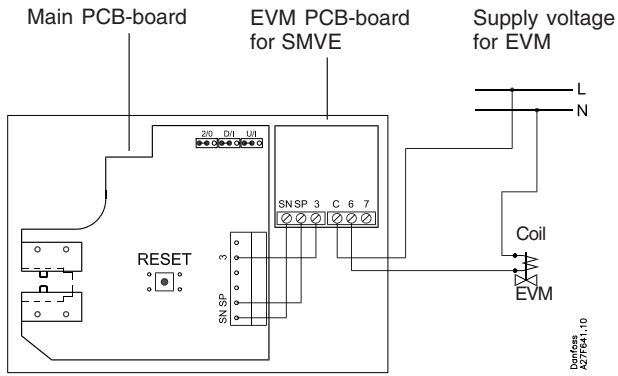 Main PCB-board
EVM PCB-board
for SMVE
Supply voltage
for EVM
L
N
2/0 D/I U/I
SN SP 3 C 6 7
3
RESET
SN SP
Coil
EVM
Danfoss
A27F641.10